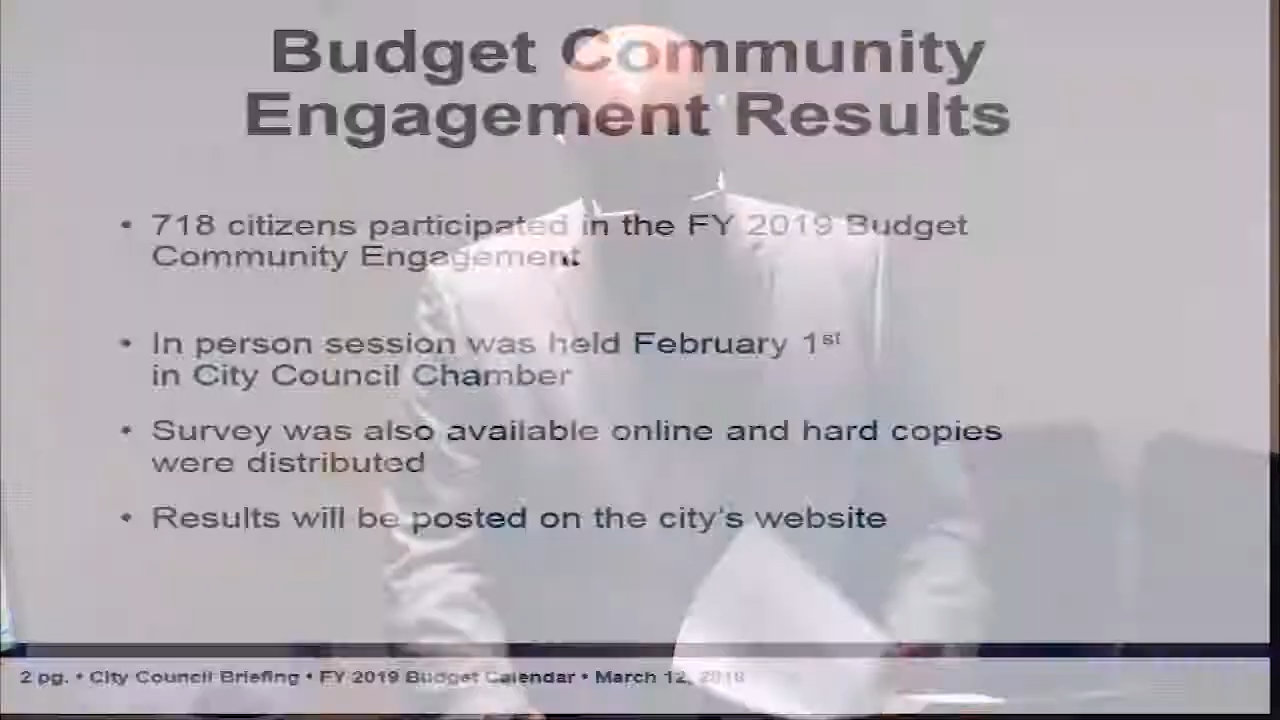 Budget Community
Engagement Results
• 718 citizens participated in the FY 2019 Budget
Community Engagement
• In person session was held February 1st
in City Council Chamber
• Survey was also available online and hard copies
were distributed
• Results will be posted on the city's website
2 pg. • City Council Briefing • FY 2019 Budget Calendar • March 12, 2018